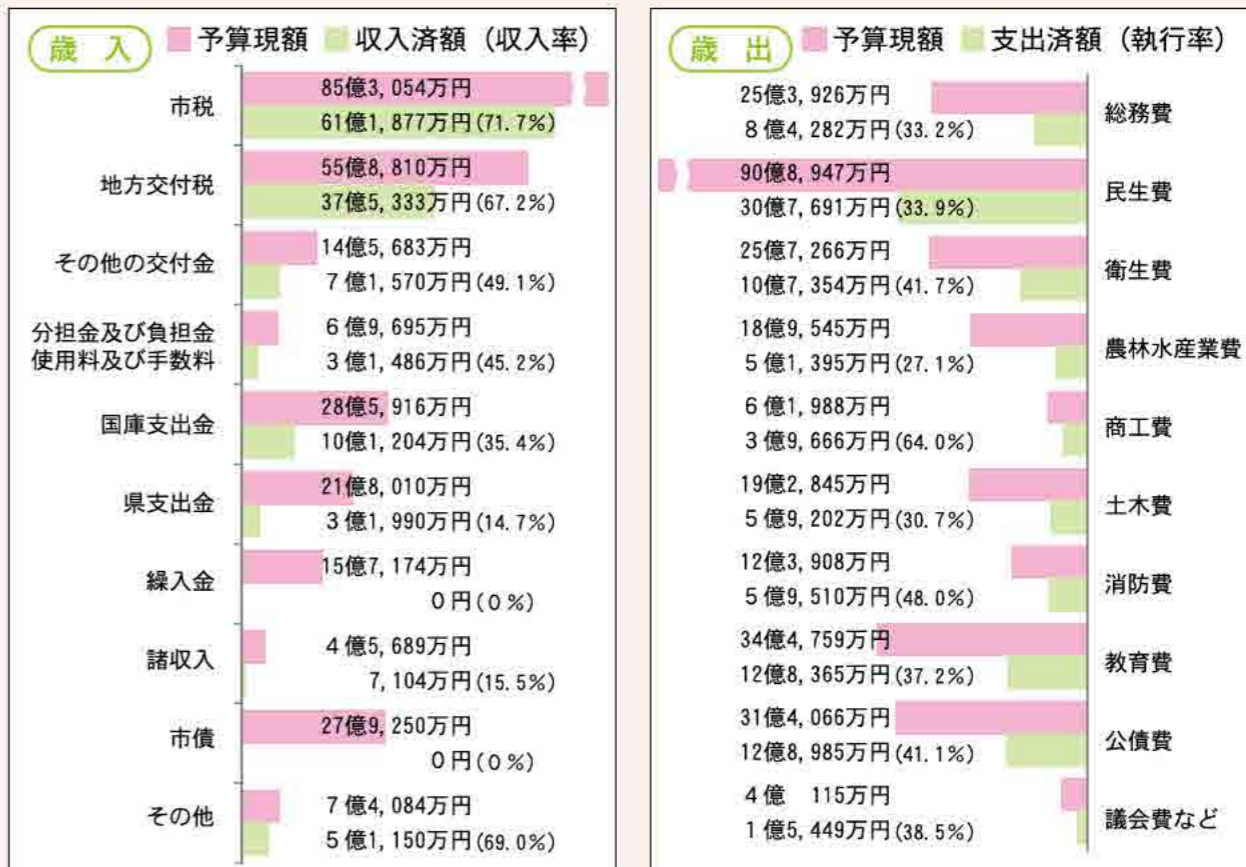 歳入 予算現額 収入済額（収入率）
市税
85億3,054万円
61億1,877万円(71.7%)
地方交付税
55億8,810万円
37億5,333万円(67.2%)
その他の交付金
14億5,683万円
7億1,570万円(49.1%)
分担金及び負担金
使用料及び手数料
6億9,695万円
3億1,486万円(45.2%)
国庫支出金
28億5,916万円
10億1,204万円(35.4%)
県支出金
21億8,010万円
3億1,990万円(14.7%)
繰入金
15億7,174万円
0円(0%)
諸収入
4億5,689万円
7,104万円(15.5%)
市債
27億9,250万円
0円(0%)
その他
7億4,084万円
5億1,150万円(69.0%)
歳出 予算現額 支出済額（執行率）
25億3,926万円
8億4,282万円(33.2%)
総務費
90億8,947万円
30億7,691万円(33.9%)
民生費
25億7,266万円
10億7,354万円(41.7%)
衛生費
18億9,545万円
5億1,395万円(27.1%)
農林水産業費
6億1,988万円
3億9,666万円(64.0%)
商工費
19億2,845万円
5億9,202万円(30.7%)
土木費
12億3,908万円
5億9,510万円(48.0%)
消防費
34億4,759万円
12億8,365万円(37.2%)
教育費
31億4,066万円
12億8,985万円(41.1%)
公債費
4億 115万円
1億5,449万円(38.5%)
議会費など